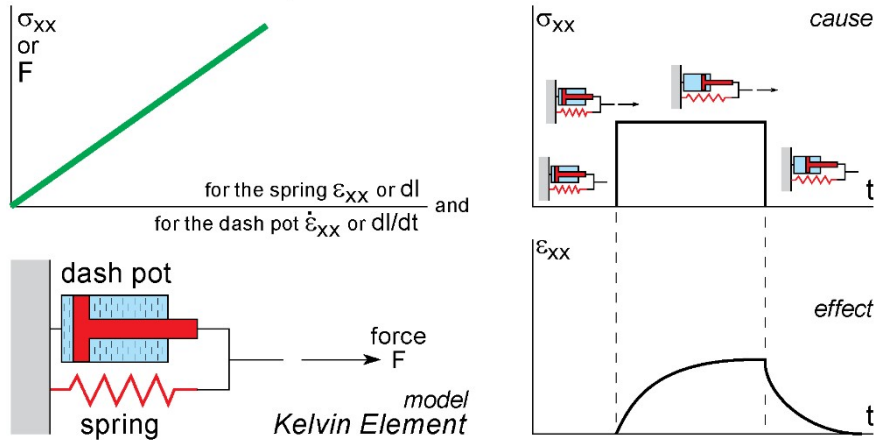 σxx
or
F
for the spring εxx or dl
and
for the dash pot ε̇xx or dl/dt
dash pot
force
F
spring
model
Kelvin Element
σxx
cause
t
εxx
effect
t